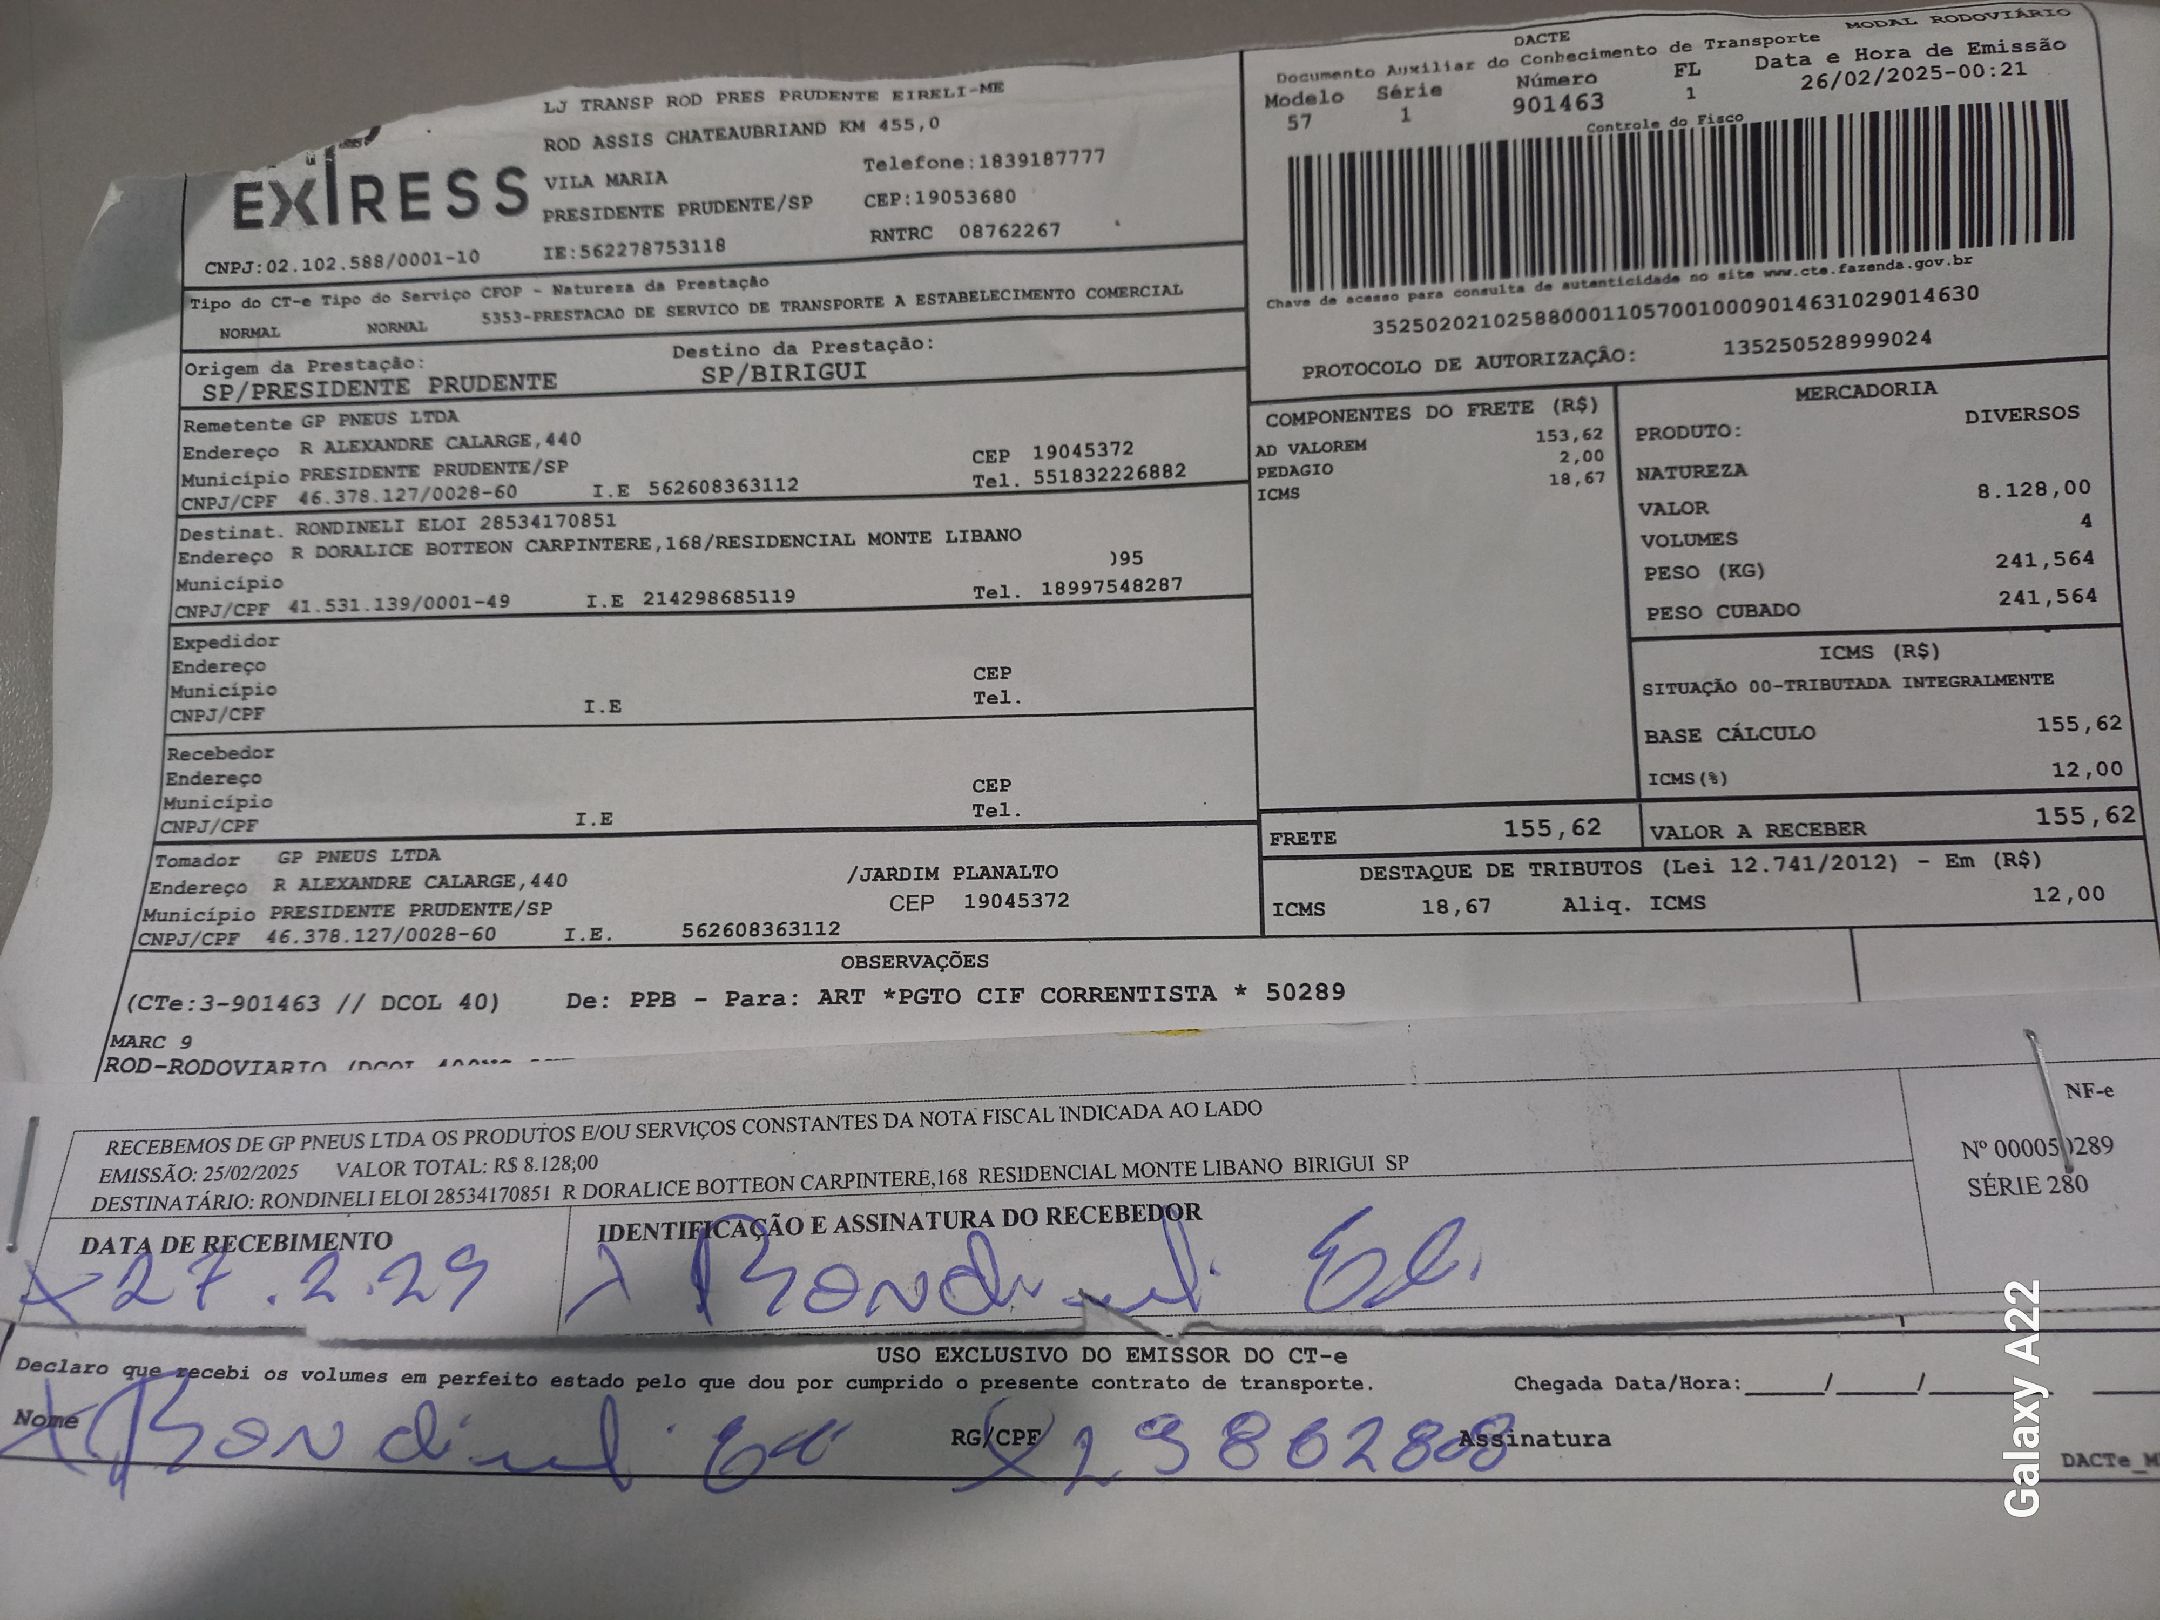 EXPRESS
LJ TRANSP ROD PRES PRUDENTE EIRELI-ME
ROD ASSIS CHATEAUBRIAND KM 455,0
VILA MARIA Telefone:1839187777
PRESIDENTE PRUDENTE/SP CEP:19053680
CNPJ:02.102.588/0001-10 IE:562278753118 RNTRC 08762267
DACTE MODAL RODOVIÁRIO
Documento Auxiliar do Conhecimento de Transporte
Modelo Série Número FL Data e Hora de Emissão
57 1 901463 1 26/02/2025-00:21
Controle do Fisco
Chave de acesso para consulta de autenticidade no site www.cte.fazenda.gov.br
35250202102588000110570010009014631029014630
PROTOCOLO DE AUTORIZAÇÃO: 135250528999024
Tipo do CT-e Tipo do Serviço CFOP - Natureza da Prestação
NORMAL NORMAL 5353-PRESTACAO DE SERVICO DE TRANSPORTE A ESTABELECIMENTO COMERCIAL
Origem da Prestação: Destino da Prestação:
SP/PRESIDENTE PRUDENTE SP/BIRIGUI
Remetente GP PNEUS LTDA
Endereço R ALEXANDRE CALARGE,440
Município PRESIDENTE PRUDENTE/SP CEP 19045372
CNPJ/CPF 46.378.127/0028-60 I.E 562608363112 Tel. 551832226882
Destinat. RONDINELI ELOI 28534170851
Endereço R DORALICE BOTTEON CARPINTERE,168/RESIDENCIAL MONTE LIBANO
Município )95
CNPJ/CPF 41.531.139/0001-49 I.E 214298685119 Tel. 18997548287
Expedidor
Endereço
Município CEP
CNPJ/CPF I.E Tel.
Recebedor
Endereço
Município CEP
CNPJ/CPF I.E Tel.
Tomador GP PNEUS LTDA
Endereço R ALEXANDRE CALARGE,440 /JARDIM PLANALTO
Município PRESIDENTE PRUDENTE/SP CEP 19045372
CNPJ/CPF 46.378.127/0028-60 I.E. 562608363112
COMPONENTES DO FRETE (R$)
AD VALOREM 153,62
PEDAGIO 2,00
ICMS 18,67
MERCADORIA
PRODUTO: DIVERSOS
NATUREZA
VALOR 8.128,00
VOLUMES 4
PESO (KG) 241,564
PESO CUBADO 241,564
ICMS (R$)
SITUAÇÃO 00-TRIBUTADA INTEGRALMENTE
BASE CÁLCULO 155,62
ICMS(%) 12,00
FRETE 155,62 VALOR A RECEBER 155,62
DESTAQUE DE TRIBUTOS (Lei 12.741/2012) - Em (R$)
ICMS 18,67 Aliq. ICMS 12,00
OBSERVAÇÕES
(CTe:3-901463 // DCOL 40) De: PPB - Para: ART *PGTO CIF CORRENTISTA * 50289
MARC 9
ROD-RODOVIARIO (DCOL
RECEBEMOS DE GP PNEUS LTDA OS PRODUTOS E/OU SERVIÇOS CONSTANTES DA NOTA FISCAL INDICADA AO LADO
EMISSÃO: 25/02/2025 VALOR TOTAL: R$ 8.128,00
DESTINATÁRIO: RONDINELI ELOI 28534170851 R DORALICE BOTTEON CARPINTERE,168 RESIDENCIAL MONTE LIBANO BIRIGUI SP
NF-e
Nº 000050289
SÉRIE 280
DATA DE RECEBIMENTO IDENTIFICAÇÃO E ASSINATURA DO RECEBEDOR
x 27.2.25 x Rondineli Eloi
USO EXCLUSIVO DO EMISSOR DO CT-e
Declaro que recebi os volumes em perfeito estado pelo que dou por cumprido o presente contrato de transporte. Chegada Data/Hora:_____/_____/_____
Nome x Rondineli RG/CPF x Assinatura
DACTe_M
Galaxy A22